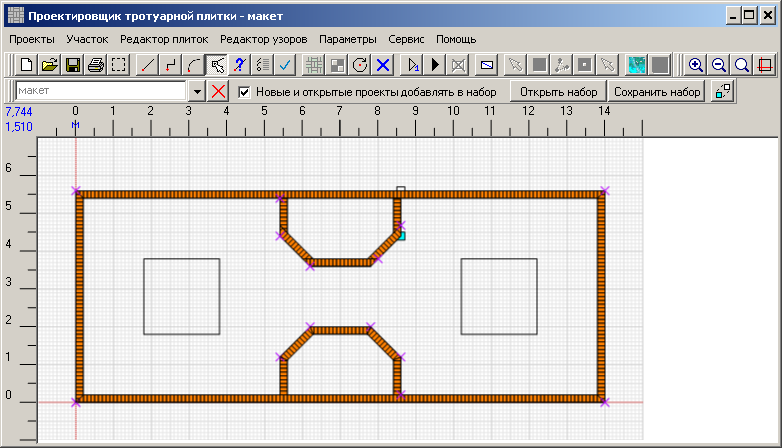 Проектировщик тротуарной плитки - макет
Проекты Участок Редактор плиток Редактор узоров Параметры Сервис Помощь
макет Новые и открытые проекты добавлять в набор Открыть набор Сохранить набор
7,744 0 1 2 3 4 5 6 7 8 9 10 11 12 13 14
1,510 м
6
5
4
3
2
1
0